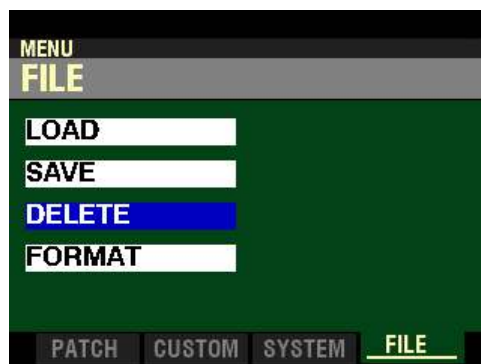 MENU
FILE
LOAD
SAVE
DELETE
FORMAT
PATCH CUSTOM SYSTEM FILE